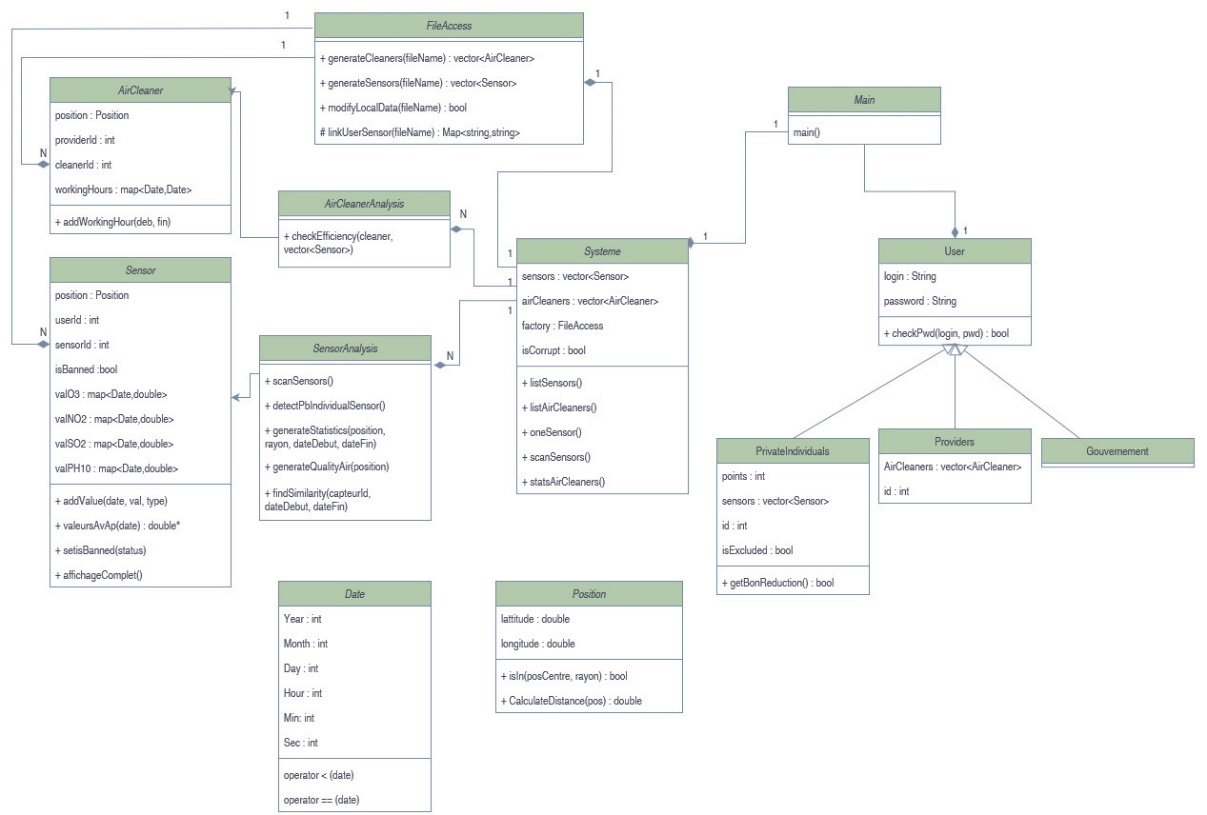 1
FileAccess
+ generateCleaners(fileName) : vector<AirCleaner>
+ generateSensors(fileName) : vector<Sensor>
+ modifyLocalData(fileName) : bool
# linkUserSensor(fileName) : Map<string,string>
1
1
AirCleaner
position : Position
providerId : int
cleanerId : int
workingHours : map<Date,Date>
+ addWorkingHour(deb, fin)
N
Main
main()
1
AirCleanerAnalysis
+ checkEfficiency(cleaner,
vector<Sensor>)
N
Systeme
sensors : vector<Sensor>
airCleaners : vector<AirCleaner>
factory : FileAccess
isCorrupt : bool
+ listSensors()
+ listAirCleaners()
+ oneSensor()
+ scanSensors()
+ statsAirCleaners()
1
1
1
1
User
login : String
password : String
+ checkPwd(login, pwd) : bool
1
Sensor
position : Position
userId : int
sensorId : int
isBanned :bool
valO3 : map<Date,double>
valNO2 : map<Date,double>
valSO2 : map<Date,double>
valPH10 : map<Date,double>
+ addValue(date, val, type)
+ valeursAvAp(date) : double*
+ setisBanned(status)
+ affichageComplet()
N
SensorAnalysis
+ scanSensors()
+ detectPbIndividualSensor()
+ generateStatistics(position,
rayon, dateDebut, dateFin)
+ generateQualityAir(position)
+ findSimilarity(capteurId,
dateDebut, dateFin)
N
PrivateIndividuals
points : int
sensors : vector<Sensor>
id : int
isExcluded : bool
+ getBonReduction() : bool
Providers
AirCleaners : vector<AirCleaner>
id : int
Gouvernement
Date
Year : int
Month : int
Day : int
Hour : int
Min: int
Sec : int
operator < (date)
operator == (date)
Position
lattitude : double
longitude : double
+ isIn(posCentre, rayon) : bool
+ CalculateDistance(pos) : double